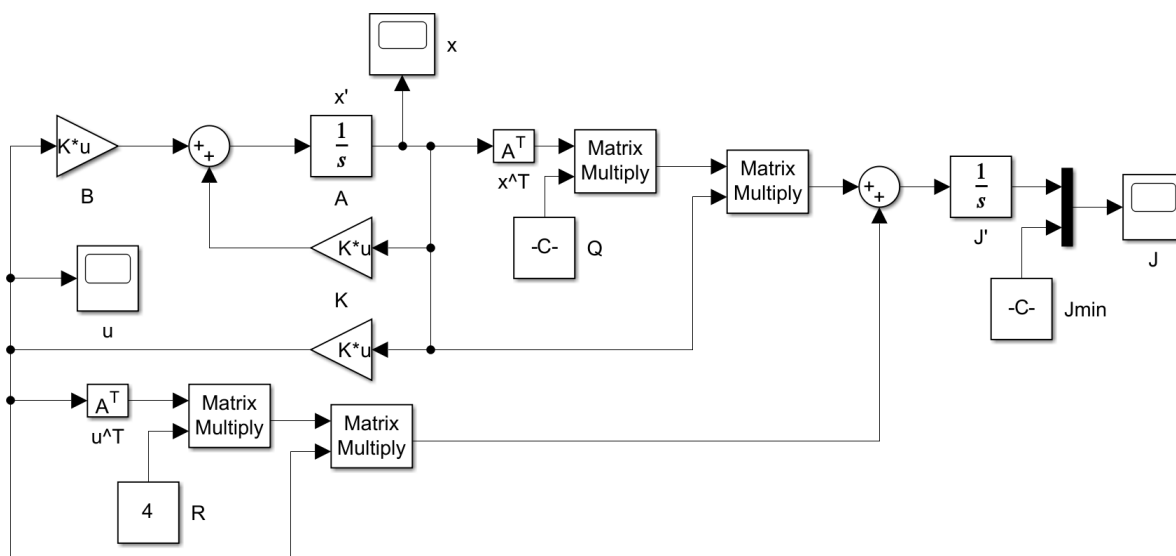 x
x'
K*u
+
+
1
s
A^T
Matrix
Multiply
Matrix
Multiply
+
+
1
s
x^T
B
A
J'
J
K*u
-C-
Q
-C-
Jmin
u
K
K*u
A^T
Matrix
Multiply
Matrix
Multiply
u^T
4
R